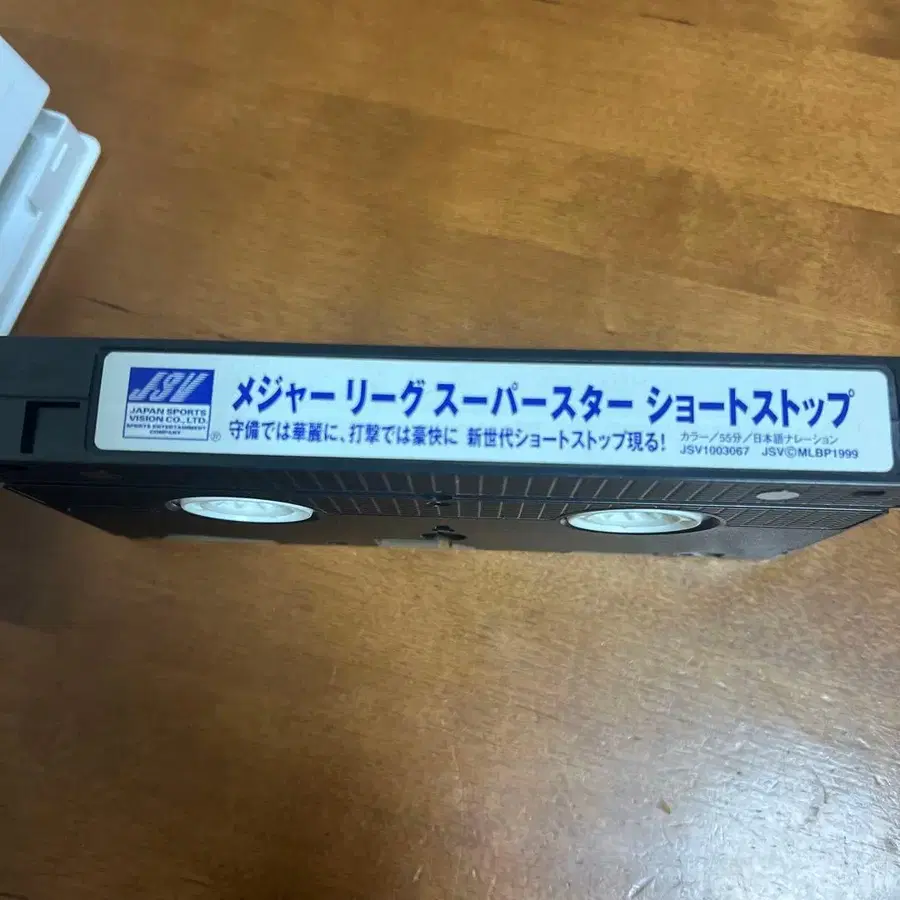 JSV
JAPAN SPORTS
VISION CO., LTD.
SPORTS ENTERTAINMENT
COMPANY
®
メジャー リーグ スーパースター ショートストップ
守備では華麗に、打撃では豪快に 新世代ショートストップ現る!
カラー/55分/日本語ナレーション
JSV1003067 JSV©MLBP1999